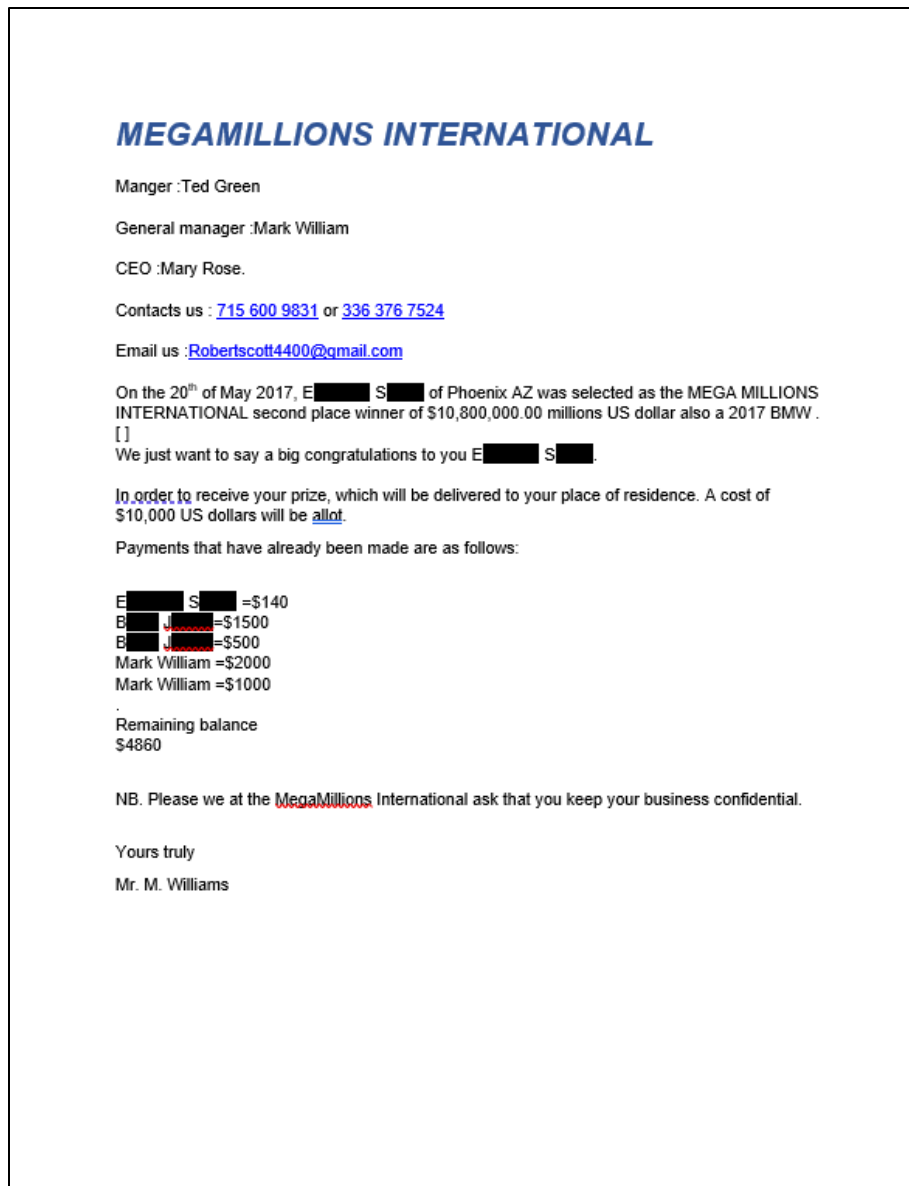 MEGAMILLIONS INTERNATIONAL
Manger :Ted Green
General manager :Mark William
CEO :Mary Rose.
Contacts us : 715 600 9831 or 336 376 7524
Email us :Robertscott4400@gmail.com
On the 20th of May 2017, E S of Phoenix AZ was selected as the MEGA MILLIONS
INTERNATIONAL second place winner of $10,800,000.00 millions US dollar also a 2017 BMW .
[ ]
We just want to say a big congratulations to you E S .
In order to receive your prize, which will be delivered to your place of residence. A cost of
$10,000 US dollars will be allot.
Payments that have already been made are as follows:
E S =$140
B J =$1500
B J =$500
Mark William =$2000
Mark William =$1000
.
Remaining balance
$4860
NB. Please we at the MegaMillions International ask that you keep your business confidential.
Yours truly
Mr. M. Williams